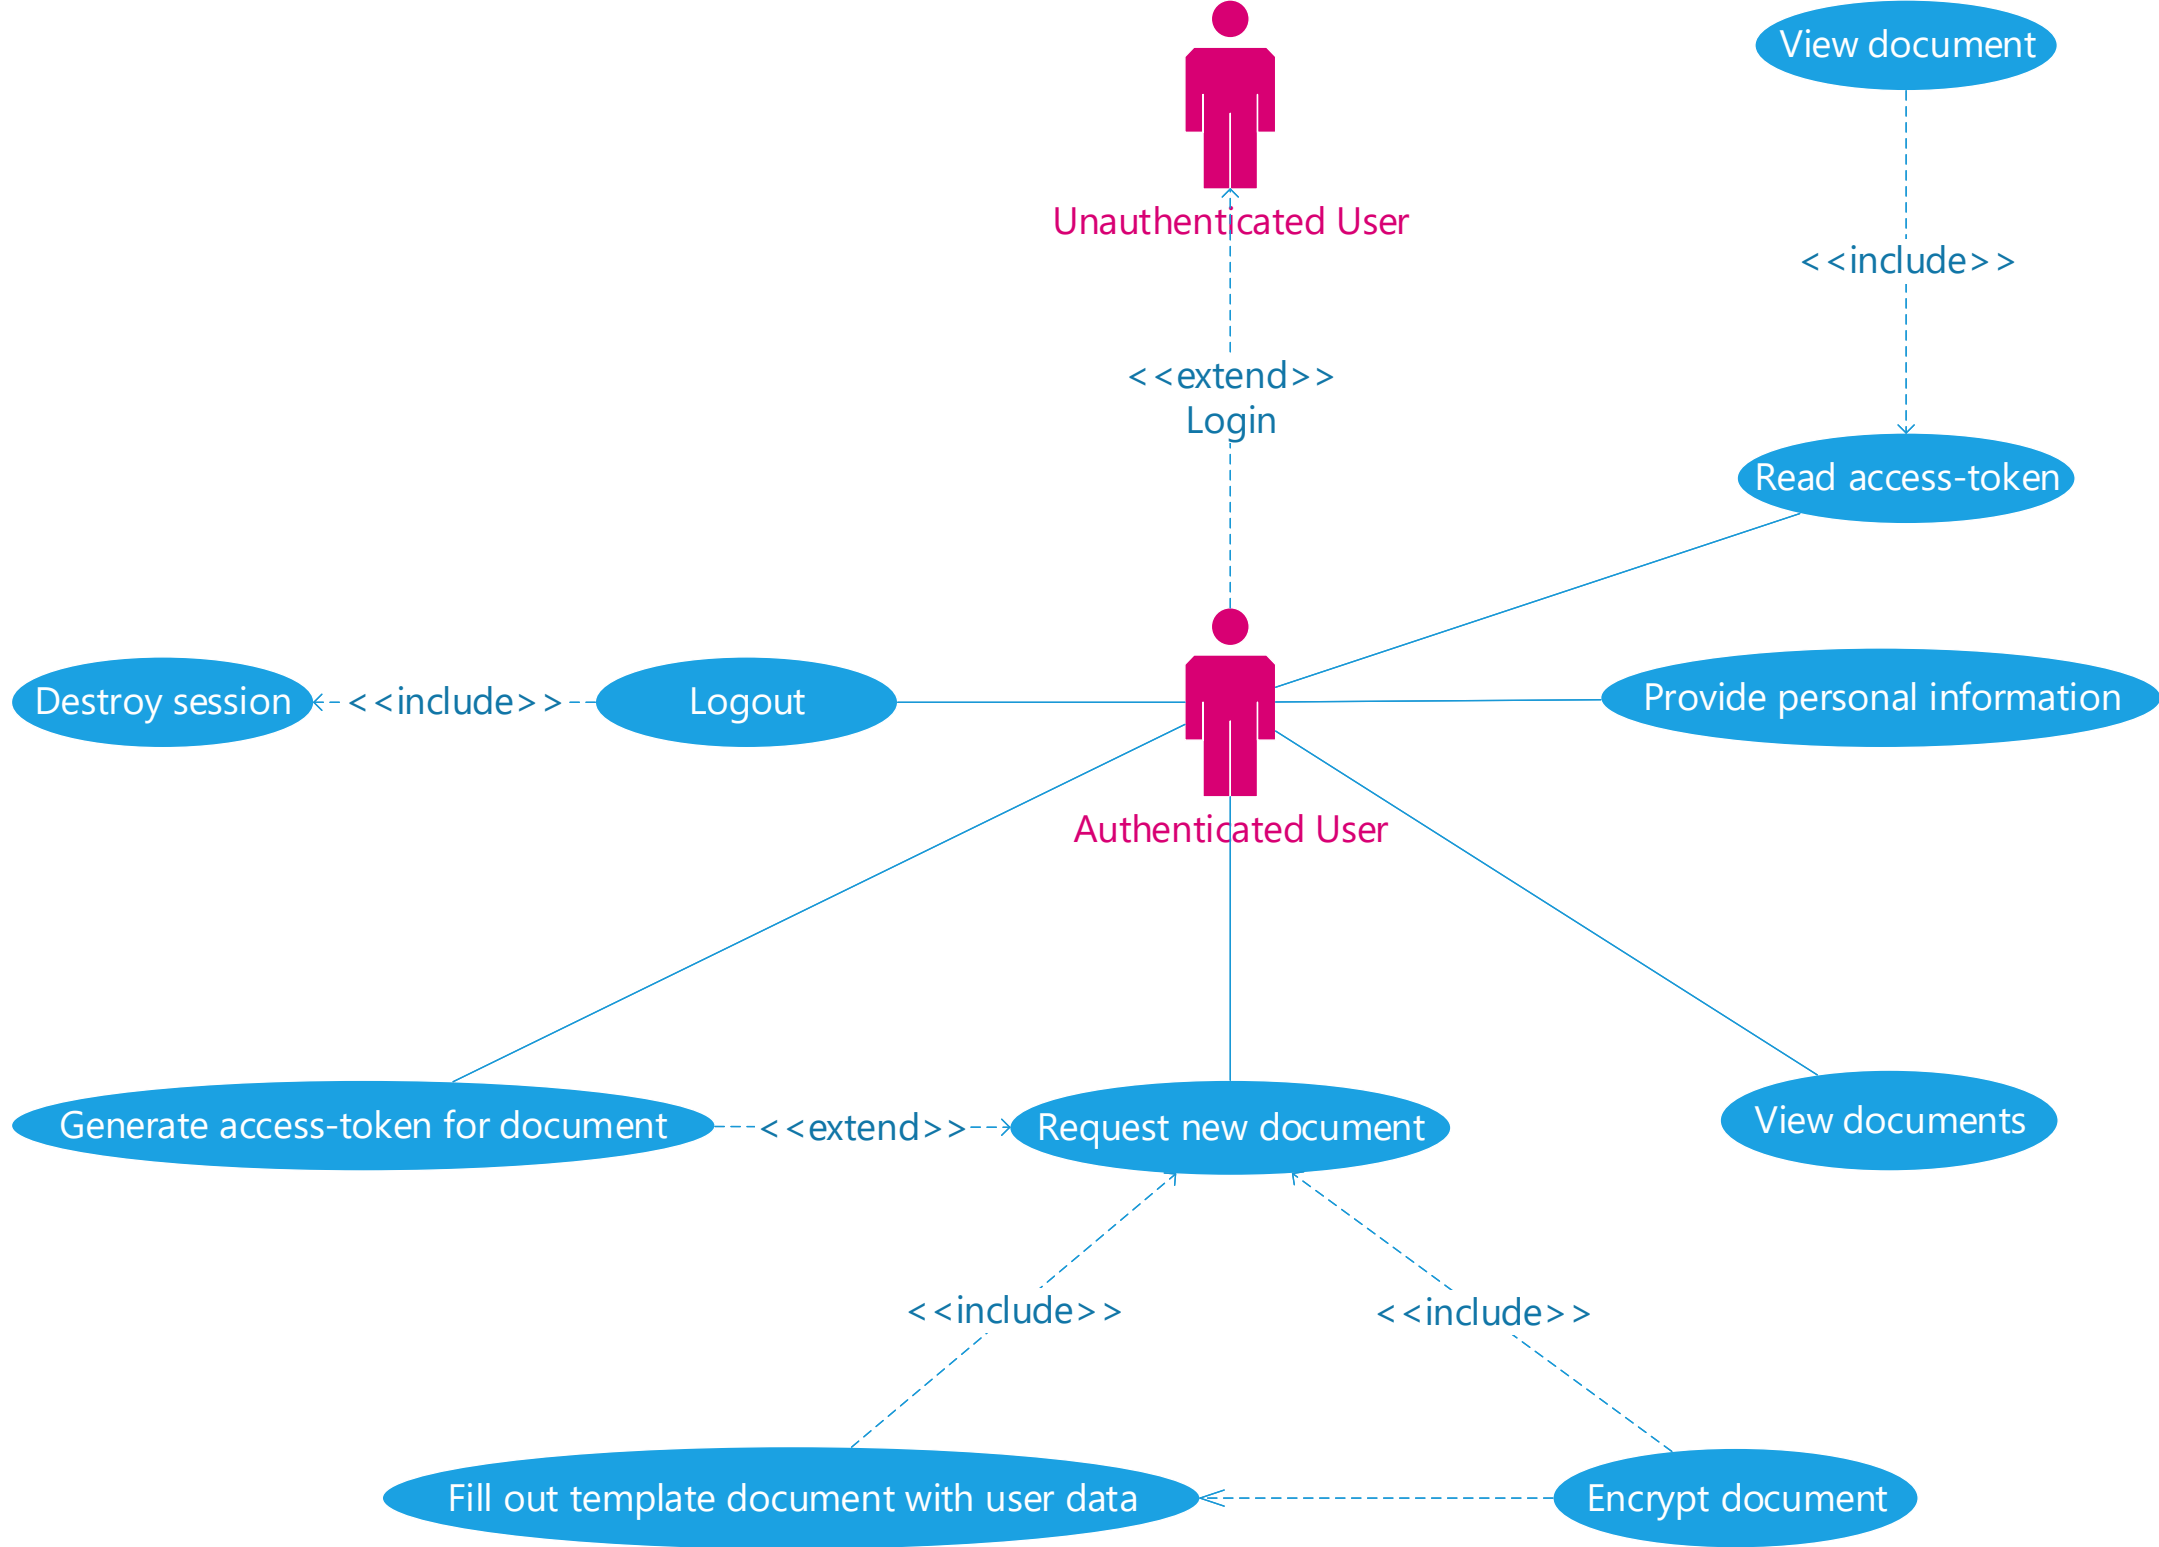 View document
Unauthenticated User
<<include>>
<<extend>>
Login
Read access-token
Destroy session
<<include>>
Logout
Provide personal information
Authenticated User
Generate access-token for document
<<extend>>
Request new document
View documents
<<include>>
<<include>>
Fill out template document with user data
Encrypt document